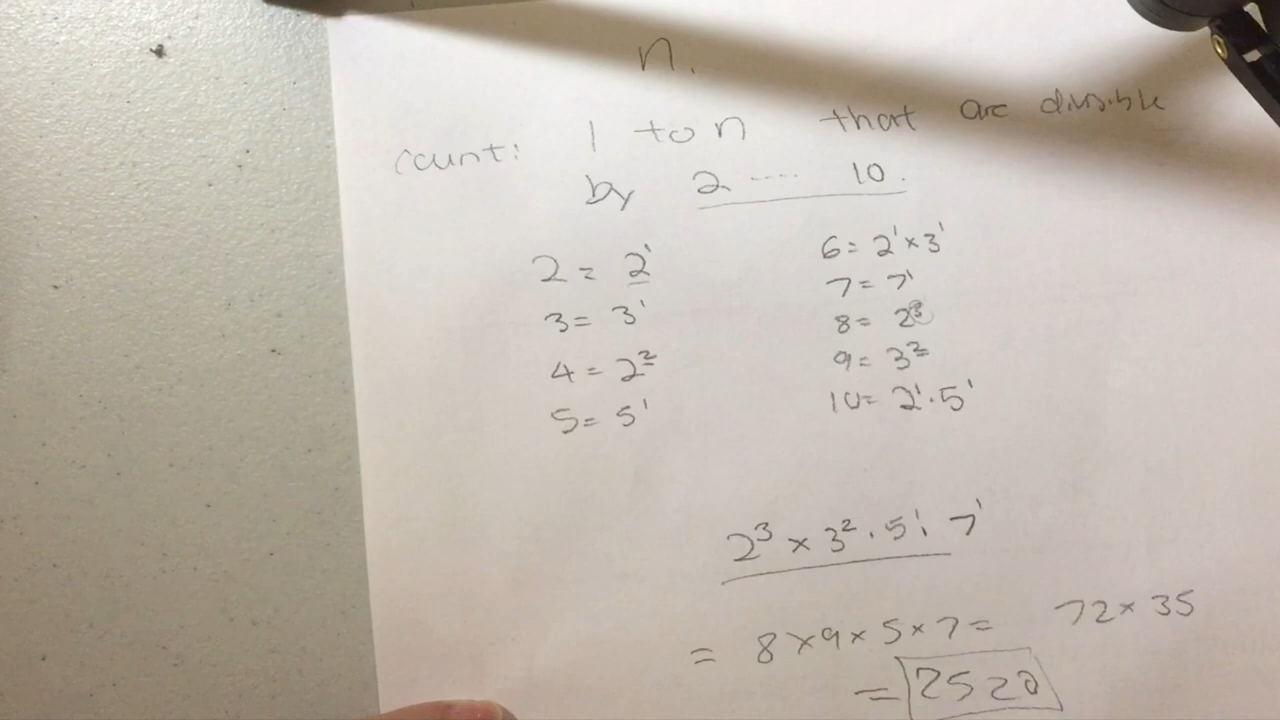 n.
count: 1 to n that are divisible
by 2 .... 10.
2 = 2¹
3 = 3¹
4 = 2²
5 = 5¹
6 = 2¹ × 3¹
7 = 7¹
8 = 2³
9 = 3²
10 = 2¹ · 5¹
2³ × 3² · 5¹ · 7¹
= 8 × 9 × 5 × 7 = 72 × 35
= 2520